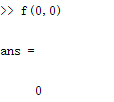 >> f(0,0)
ans =
0